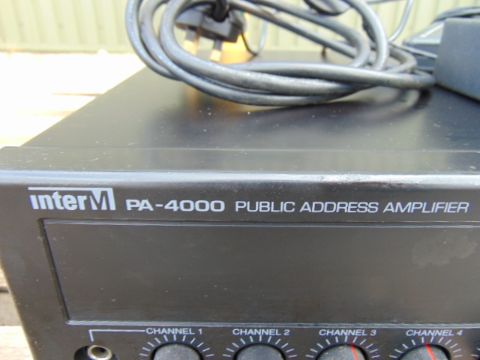 interM PA-4000 PUBLIC ADDRESS AMPLIFIER
CHANNEL 1 CHANNEL 2 CHANNEL 3 CHANNEL 4